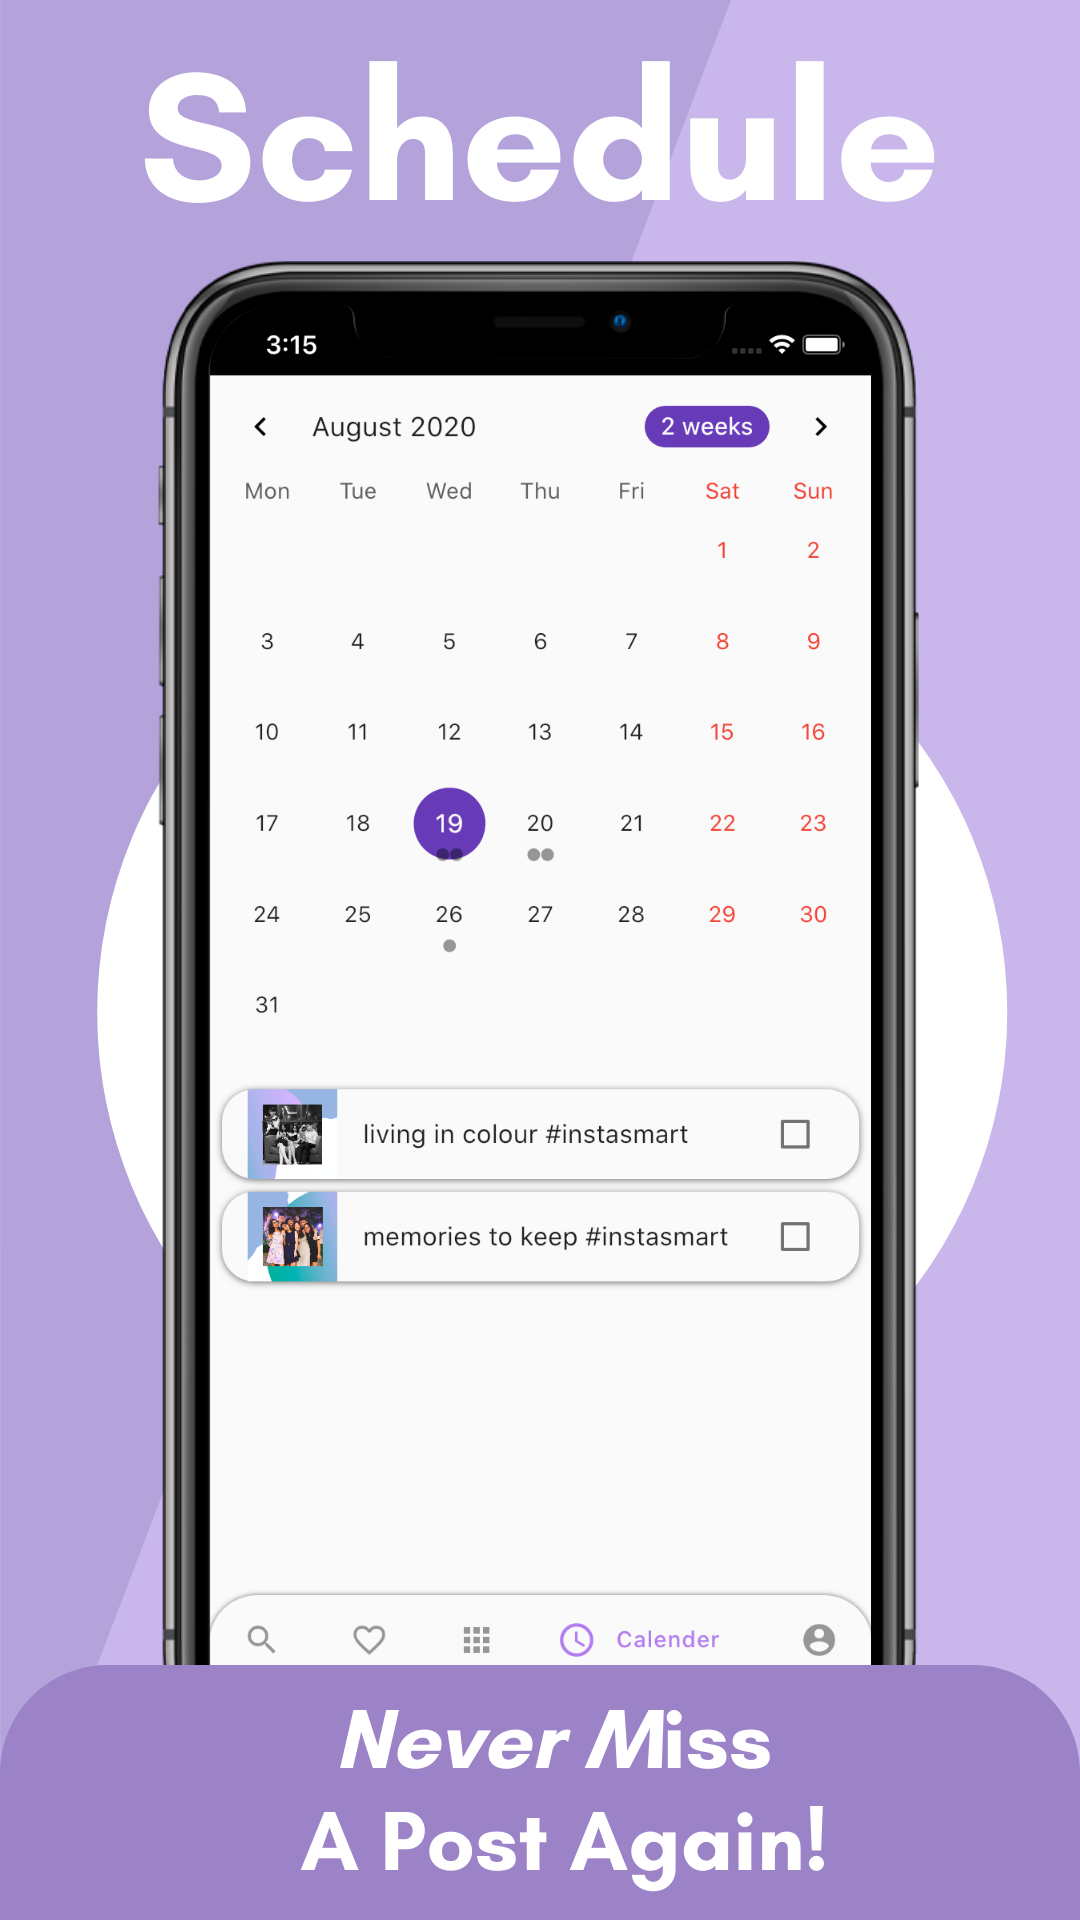 Schedule
3:15
August 2020 2 weeks
Mon Tue Wed Thu Fri Sat Sun
1 2
3 4 5 6 7 8 9
10 11 12 13 14 15 16
17 18 19 20 21 22 23
24 25 26 27 28 29 30
31
living in colour #instasmart
memories to keep #instasmart
Calender
Never Miss
A Post Again!